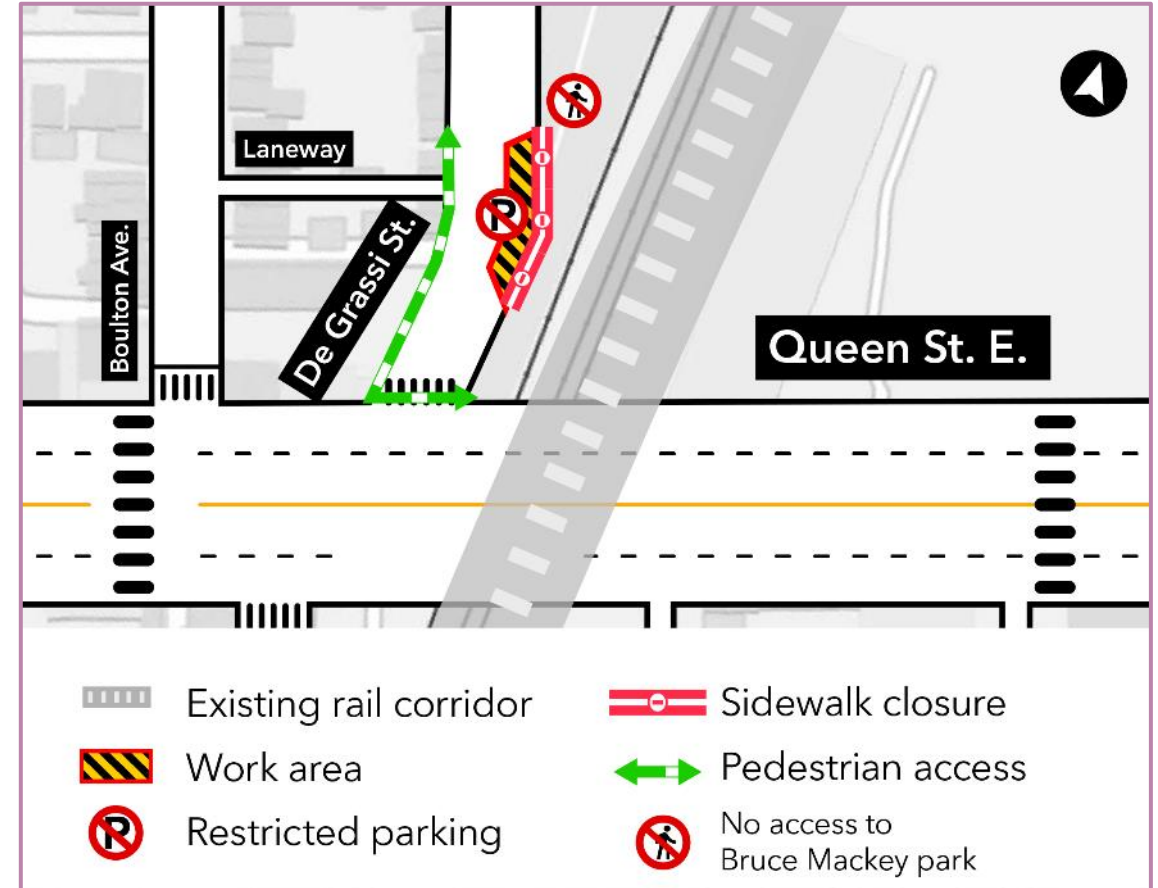 Laneway
Boulton Ave.
De Grassi St.
P
Queen St. E.
Existing rail corridor
Sidewalk closure
Work area
Pedestrian access
P
Restricted parking
No access to
Bruce Mackey park